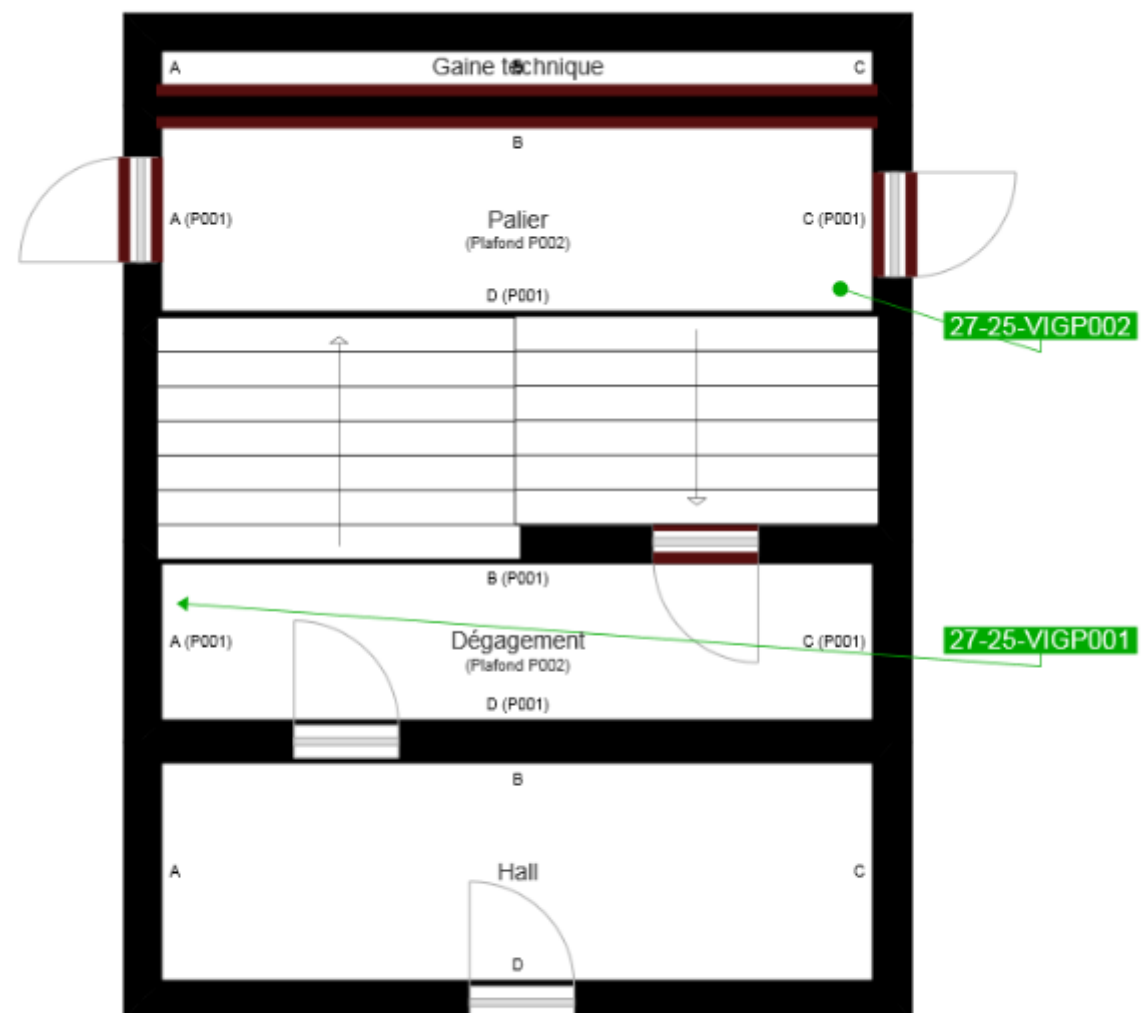 A Gaine technique C
B
A (P001) Palier C (P001)
(Plafond P002)
D (P001)
27-25-VIGP002
B (P001)
A (P001) Dégagement C (P001)
(Plafond P002)
27-25-VIGP001
D (P001)
B
A Hall C
D